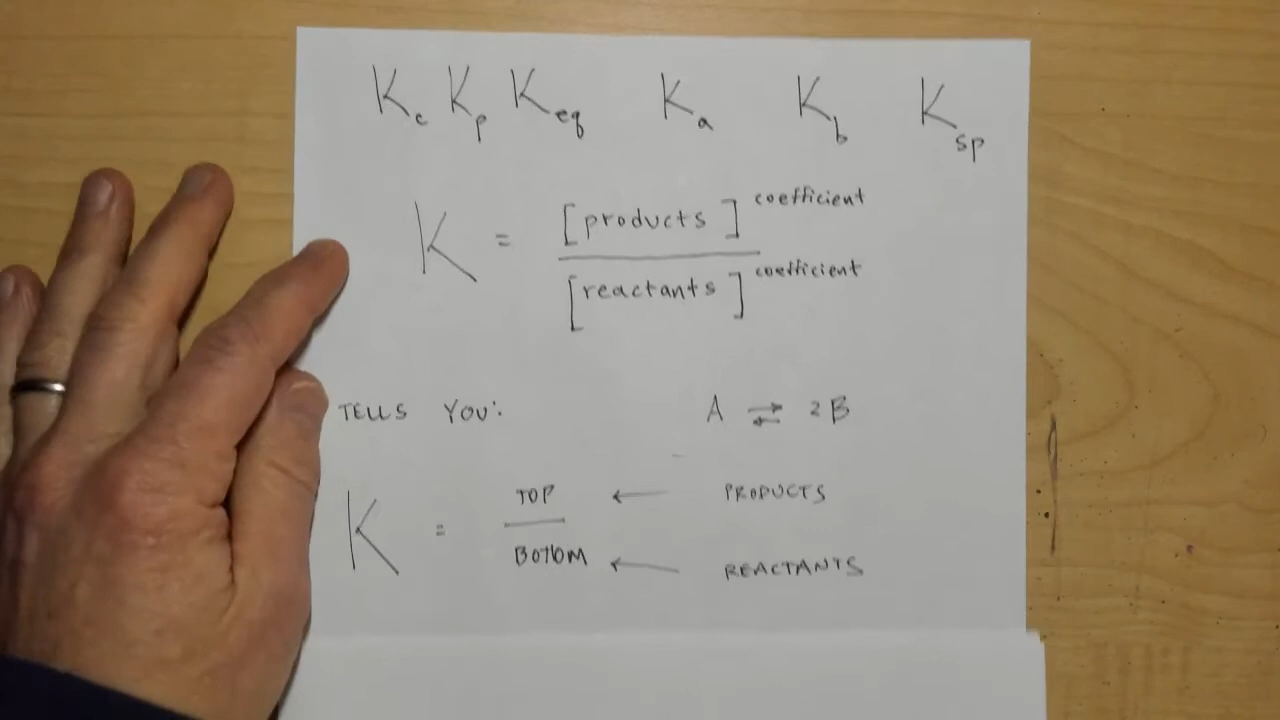 Kc Kp Keq Ka Kb Ksp
K = [products]^coefficient
[reactants]^coefficient
TELLS YOU: A ⇌ 2B
K = TOP ← PRODUCTS
BOTTOM ← REACTANTS